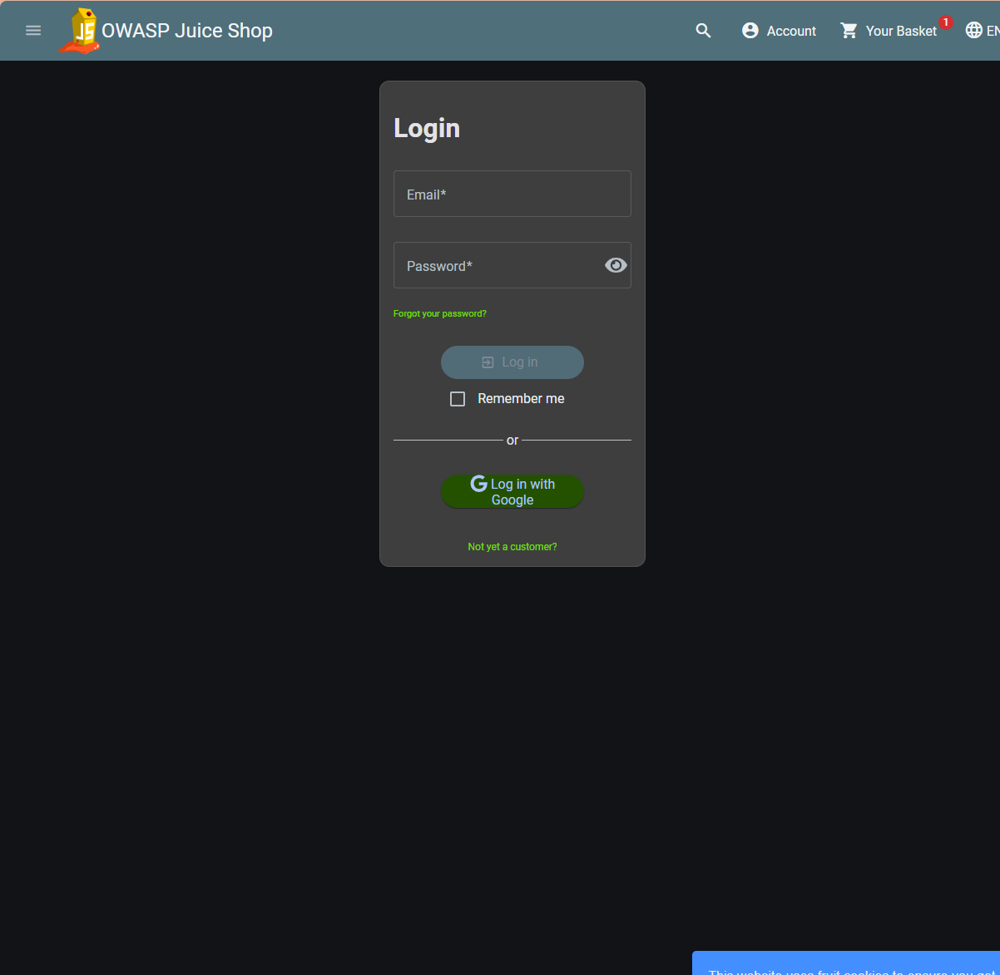 OWASP Juice Shop
Account
Your Basket
1
EN
Login
Email*
Password*
Forgot your password?
Log in
Remember me
or
G Log in with
Google
Not yet a customer?
This website uses fruit cookies to ensure you get